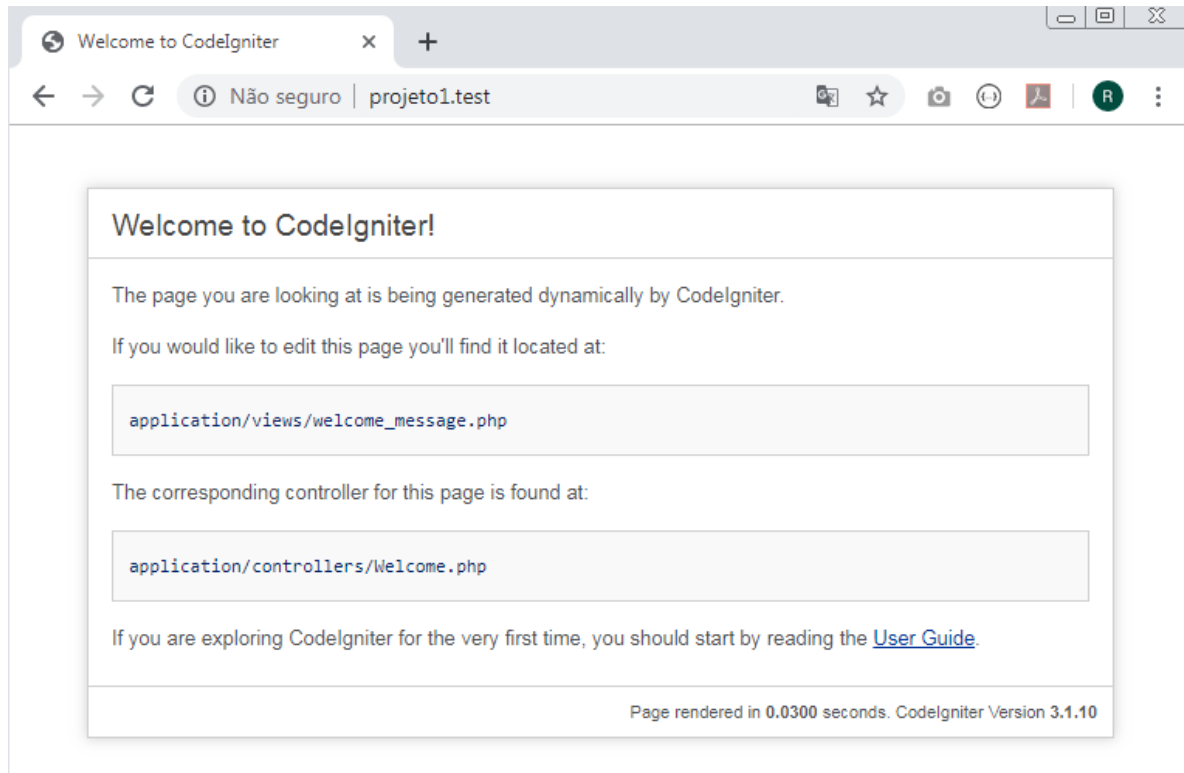 Welcome to CodeIgniter
Não seguro | projeto1.test
R
Welcome to CodeIgniter!
The page you are looking at is being generated dynamically by CodeIgniter.
If you would like to edit this page you'll find it located at:
application/views/welcome_message.php
The corresponding controller for this page is found at:
application/controllers/Welcome.php
If you are exploring CodeIgniter for the very first time, you should start by reading the User Guide.
Page rendered in 0.0300 seconds. CodeIgniter Version 3.1.10